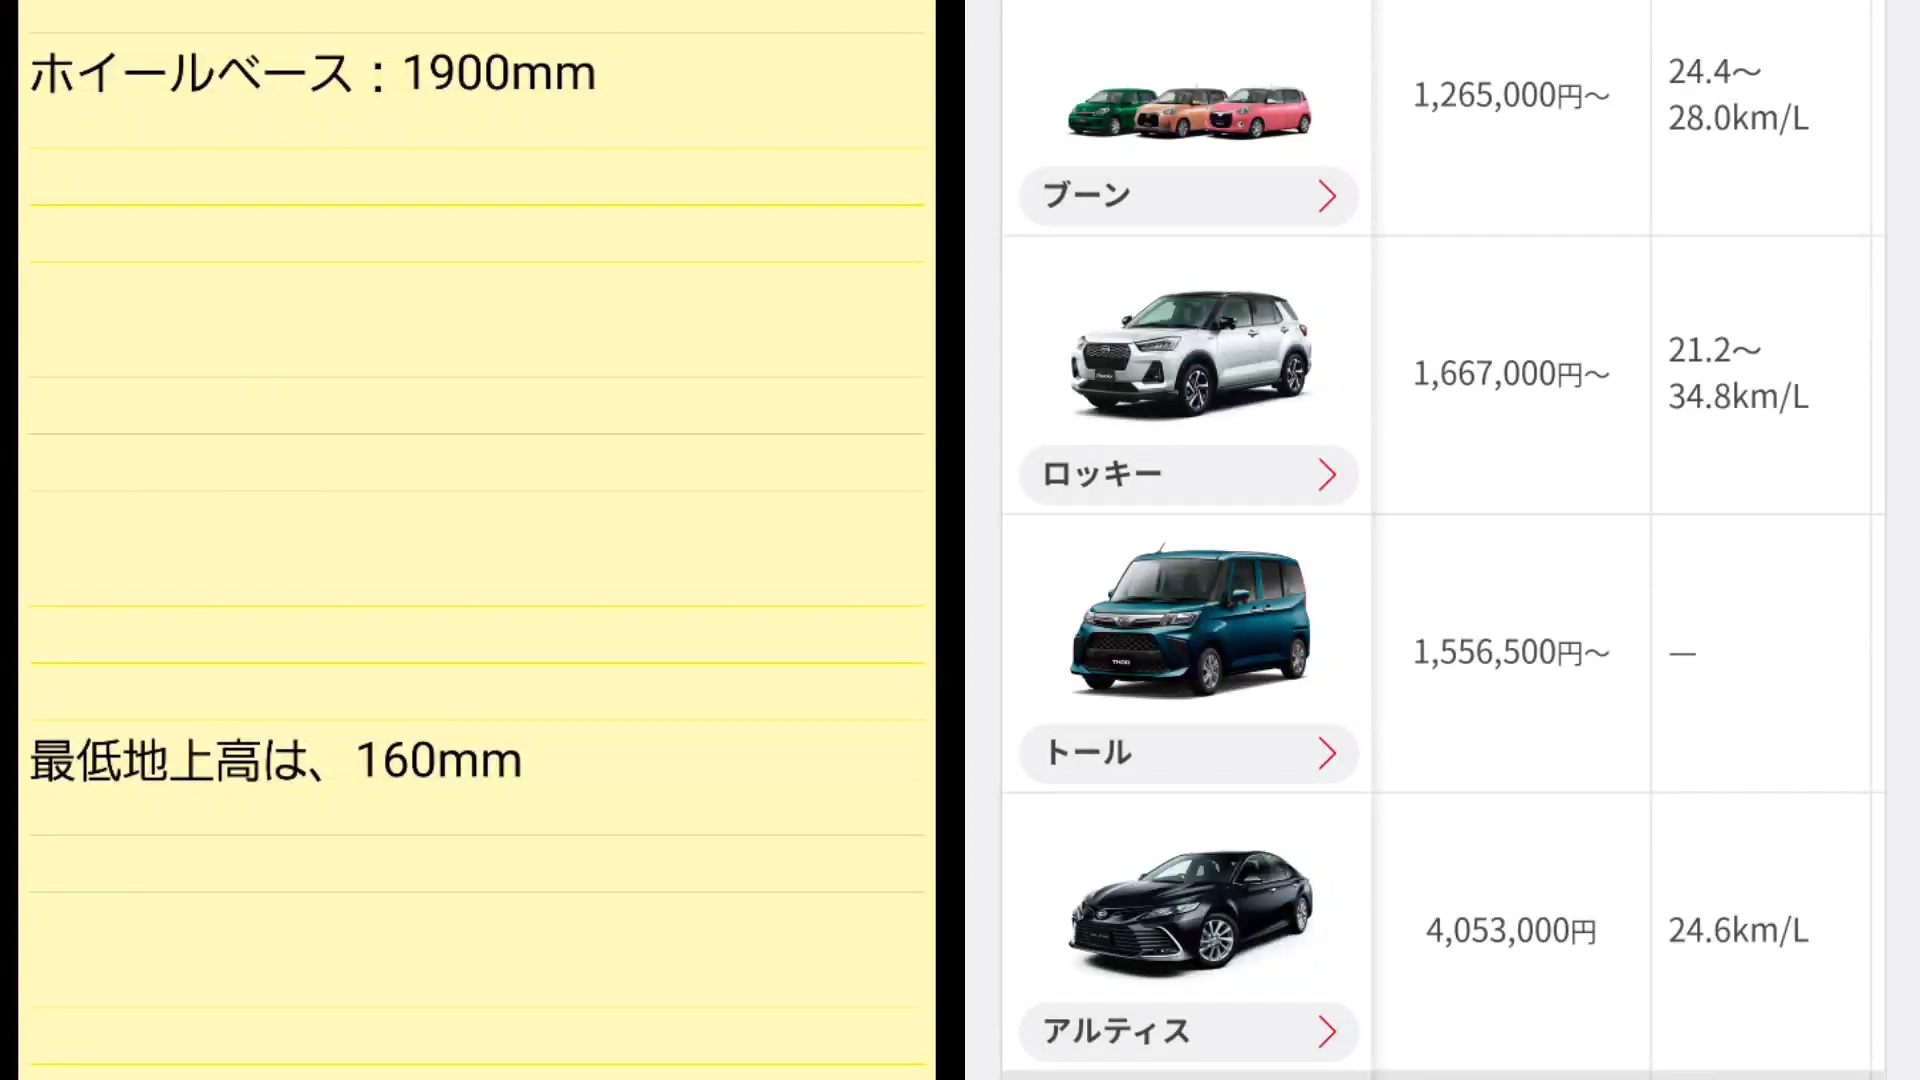 ホイールベース：1900mm
最低地上高は、160mm
1,265,000円～
24.4～
28.0km/L
ブーン
1,667,000円～
21.2～
34.8km/L
ロッキー
1,556,500円～
—
トール
4,053,000円
24.6km/L
アルティス